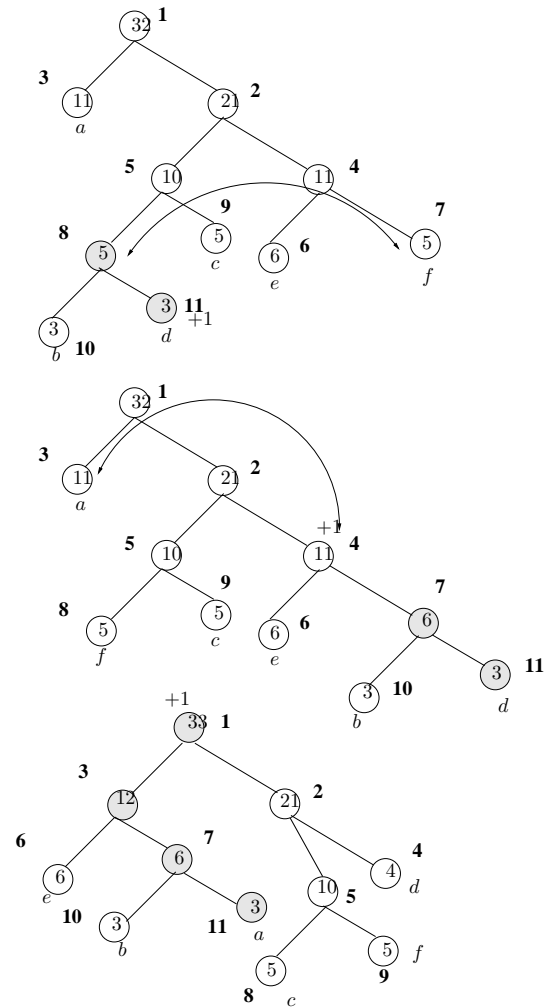 32 1
3
11 21 2
a
5 10 11 4
9 7
8 5 5 6 6 5
c e f
3 3 11
+1
b 10 d
32 1
3 11 21 2
a
+1
5 10 11 4
9 7
8 5 5 6 6 6
f c e
3 10 3 11
b d
+1
33 1
3 12 21 2
6 7 4
6 6 10 4
e 5 d
10 3 11 3
b a 5 f
5 9
8 c